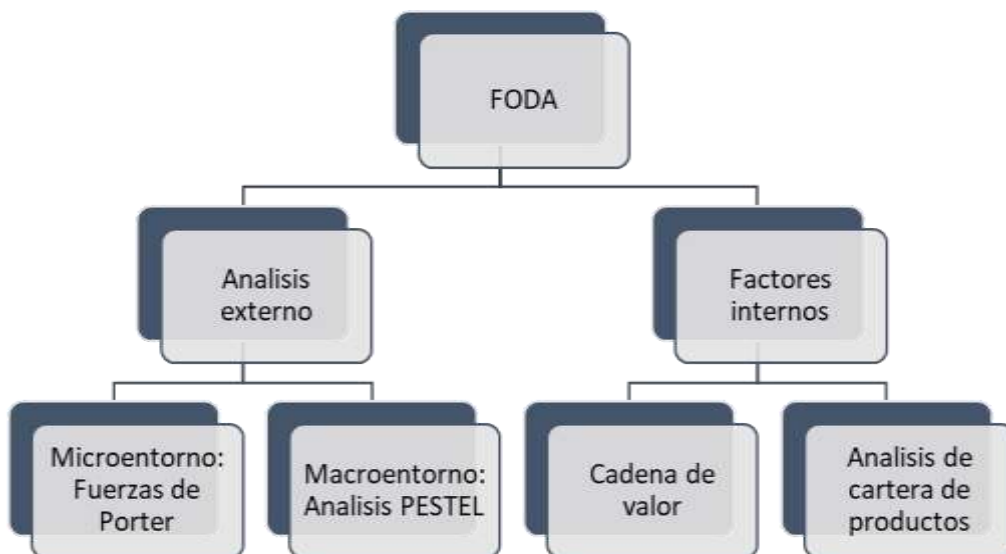 FODA
Analisis
externo
Factores
internos
Microentorno:
Fuerzas de
Porter
Macroentorno:
Analisis PESTEL
Cadena de
valor
Analisis de
cartera de
productos